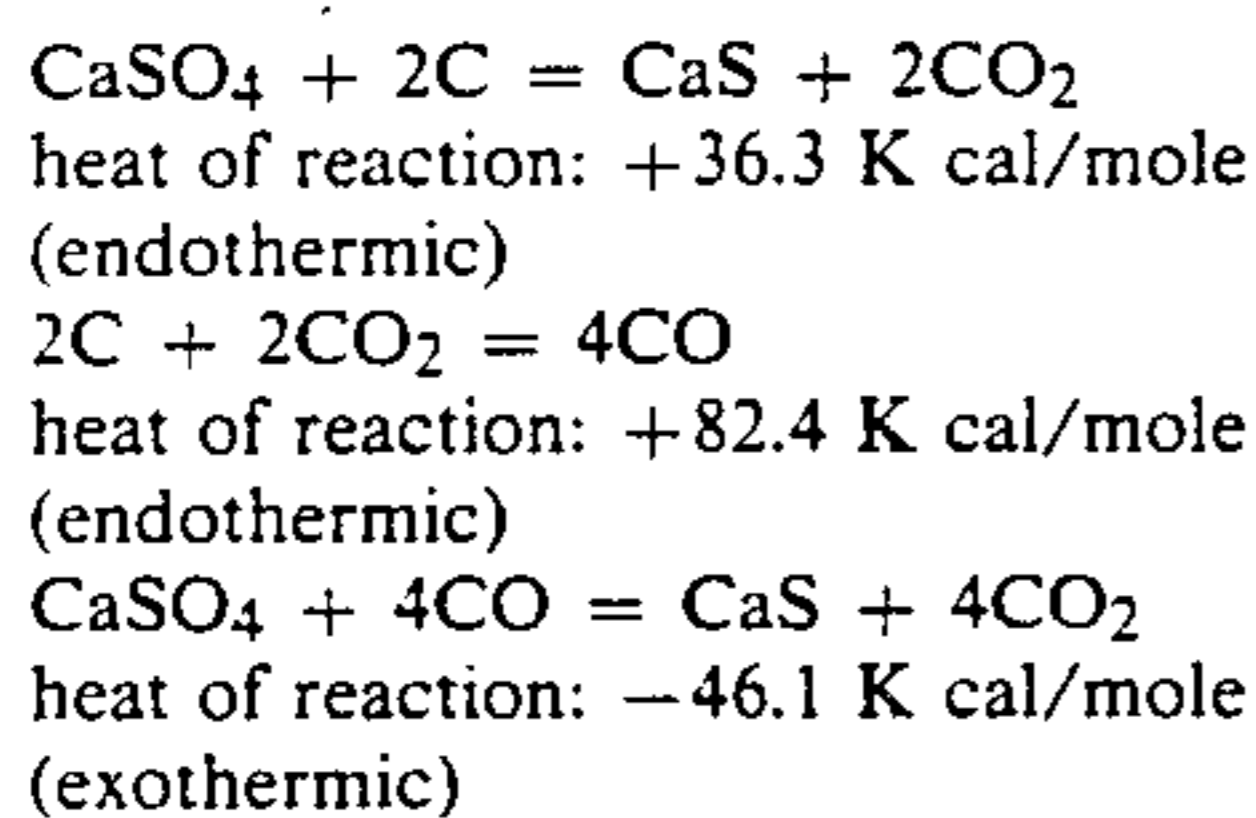 CaSO4 + 2C = CaS + 2CO2
heat of reaction: +36.3 K cal/mole
(endothermic)
2C + 2CO2 = 4CO
heat of reaction: +82.4 K cal/mole
(endothermic)
CaSO4 + 4CO = CaS + 4CO2
heat of reaction: −46.1 K cal/mole
(exothermic)